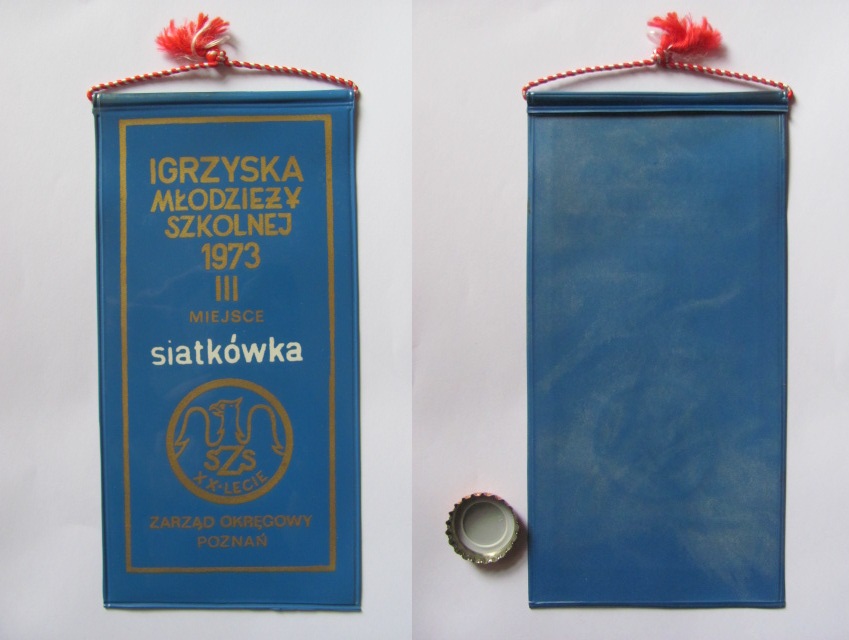 IGRZYSKA
MŁODZIEŻY
SZKOLNEJ
1973
III
MIEJSCE
siatkówka
SZS
XX-LECIE
ZARZĄD OKRĘGOWY
POZNAŃ